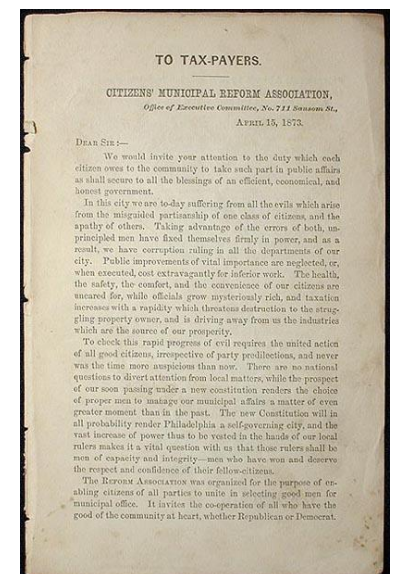 TO TAX-PAYERS.
CITIZENS' MUNICIPAL REFORM ASSOCIATION,
Office of Executive Committee, No. 711 Sansom St.,
APRIL 15, 1873.
DEAR SIR:—
We would invite your attention to the duty which each
citizen owes to the community to take such part in public affairs
as shall secure to all the blessings of an efficient, economical, and
honest government.
In this city we are to-day suffering from all the evils which arise
from the misguided partisanship of one class of citizens, and the
apathy of others. Taking advantage of the errors of both, un-
principled men have fixed themselves firmly in power, and as a
result, we have corruption ruling in all the departments of our
city. Public improvements of vital importance are neglected, or,
when executed, cost extravagantly for inferior work. The health,
the safety, the comfort, and the convenience of our citizens are
uncared for, while officials grow mysteriously rich, and taxation
increases with a rapidity which threatens destruction to the strug-
gling property owner, and is driving away from us the industries
which are the source of our prosperity.
To check this rapid progress of evil requires the united action
of all good citizens, irrespective of party predilections, and never
was the time more auspicious than now. There are no national
questions to divert attention from local matters, while the prospect
of our soon passing under a new constitution renders the choice
of proper men to manage our municipal affairs a matter of even
greater moment than in the past. The new Constitution will in
all probability render Philadelphia a self-governing city, and the
vast increase of power thus to be vested in the hands of our local
rulers makes it a vital question with us that those rulers shall be
men of capacity and integrity—men who have won and deserve
the respect and confidence of their fellow-citizens.
The REFORM ASSOCIATION was organized for the purpose of en-
abling citizens of all parties to unite in selecting good men for
municipal office. It invites the co-operation of all who have the
good of the community at heart, whether Republican or Democrat.